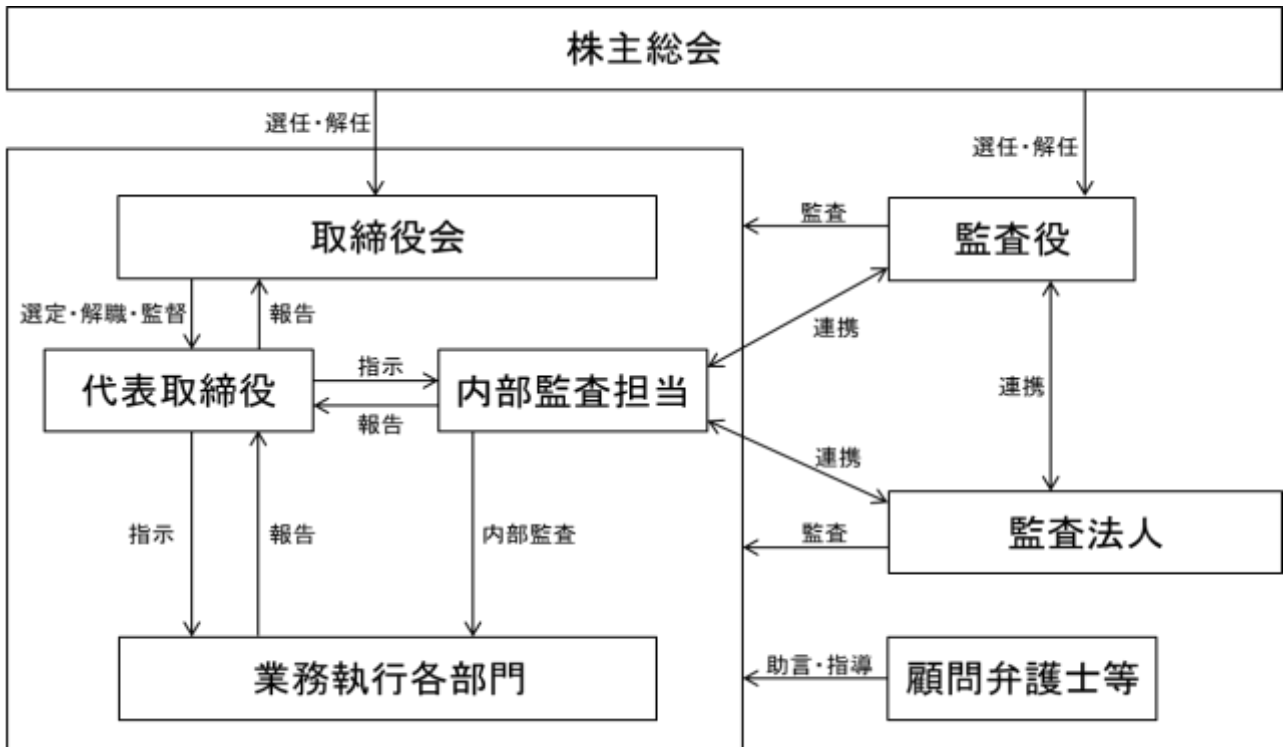 株主総会
選任・解任
選任・解任
取締役会
監査
監査役
選定・解職・監督
報告
連携
代表取締役
指示
報告
内部監査担当
連携
連携
指示
報告
内部監査
監査
監査法人
業務執行各部門
助言・指導
顧問弁護士等